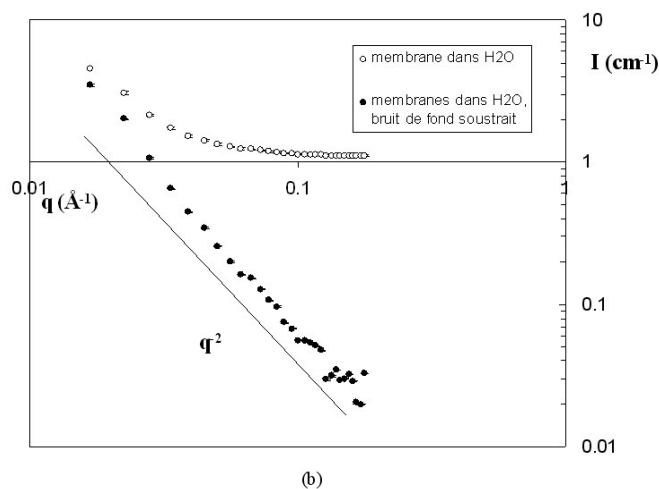 10
I (cm⁻¹)
○ membrane dans H2O
● membranes dans H2O,
bruit de fond soustrait
1
0.01
0.1
1
q (Å⁻¹)
0.1
q⁻²
0.01
(b)